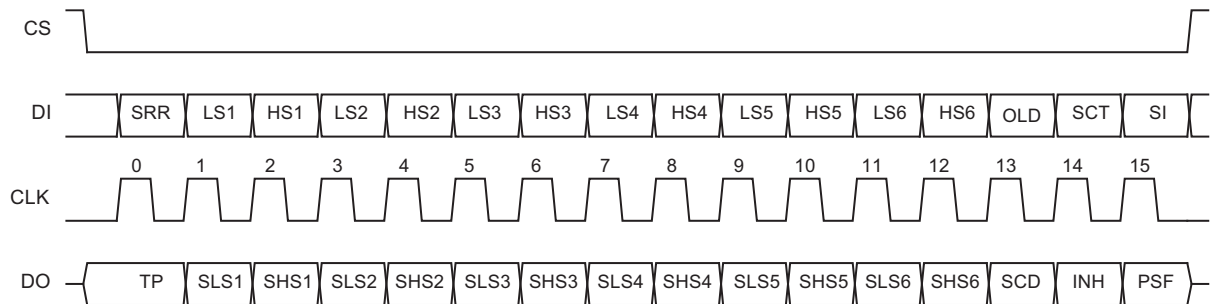 CS
DI SRR LS1 HS1 LS2 HS2 LS3 HS3 LS4 HS4 LS5 HS5 LS6 HS6 OLD SCT SI
0 1 2 3 4 5 6 7 8 9 10 11 12 13 14 15
CLK
DO TP SLS1 SHS1 SLS2 SHS2 SLS3 SHS3 SLS4 SHS4 SLS5 SHS5 SLS6 SHS6 SCD INH PSF